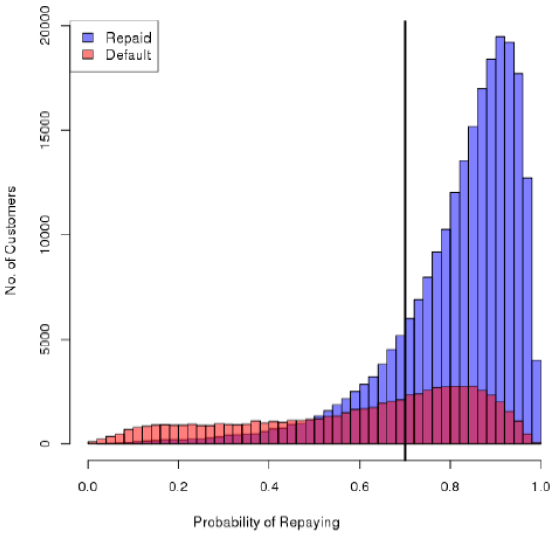 Repaid
Default
No. of Customers
20000
15000
10000
5000
0
0.0 0.2 0.4 0.6 0.8 1.0
Probability of Repaying